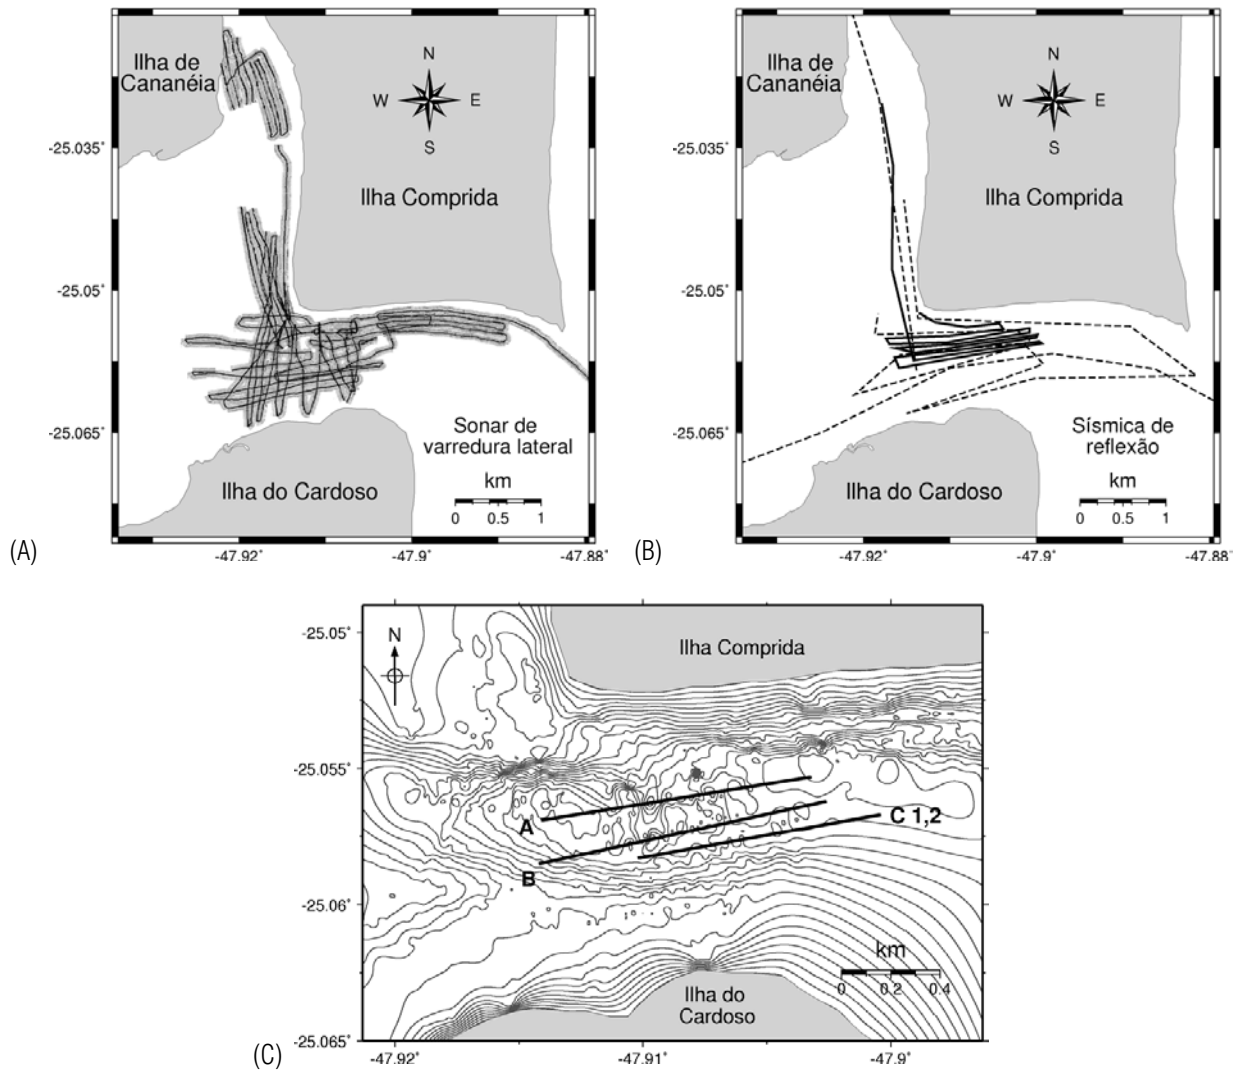 Ilha de
Cananéia
N
W
E
S
-25.035°
Ilha Comprida
-25.05°
-25.065°
Sonar de
varredura lateral
km
0 0.5 1
Ilha do Cardoso
-47.92° -47.9° -47.88°
(A)
Ilha de
Cananéia
N
W
E
S
-25.035°
Ilha Comprida
-25.05°
-25.065°
Sísmica de
reflexão
km
0 0.5 1
Ilha do Cardoso
-47.92° -47.9° -47.88°
(B)
-25.05°
N
Ilha Comprida
-25.055°
A
C 1,2
B
-25.06°
km
0 0.2 0.4
Ilha do
Cardoso
-25.065°
-47.92° -47.91° -47.9°
(C)